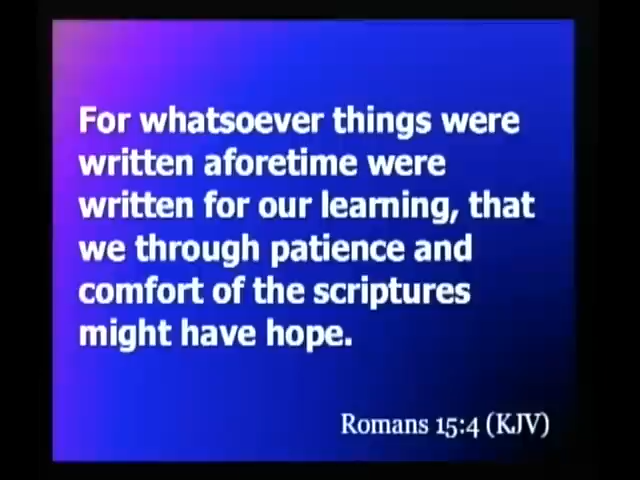 For whatsoever things were
written aforetime were
written for our learning, that
we through patience and
comfort of the scriptures
might have hope.
Romans 15:4 (KJV)